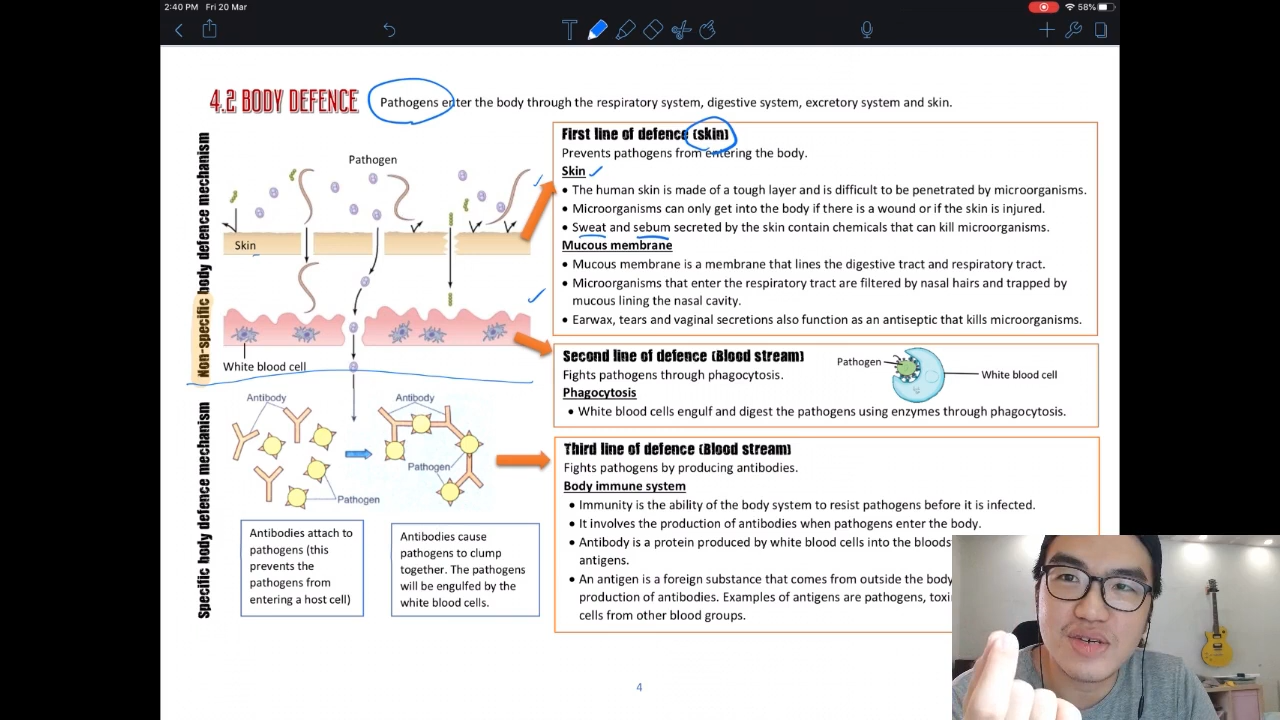 2:40 PM Fri 20 Mar
58%
4.2 BODY DEFENCE
Pathogens enter the body through the respiratory system, digestive system, excretory system and skin.
Non-specific body defence mechanism
Pathogen
Skin
White blood cell
First line of defence (skin)
Prevents pathogens from entering the body.
Skin
• The human skin is made of a tough layer and is difficult to be penetrated by microorganisms.
• Microorganisms can only get into the body if there is a wound or if the skin is injured.
• Sweat and sebum secreted by the skin contain chemicals that can kill microorganisms.
Mucous membrane
• Mucous membrane is a membrane that lines the digestive tract and respiratory tract.
• Microorganisms that enter the respiratory tract are filtered by nasal hairs and trapped by
mucous lining the nasal cavity.
• Earwax, tears and vaginal secretions also function as an antiseptic that kills microorganisms.
Second line of defence (Blood stream)
Fights pathogens through phagocytosis.
Phagocytosis
• White blood cells engulf and digest the pathogens using enzymes through phagocytosis.
Pathogen
White blood cell
Specific body defence mechanism
Antibody
Antibody
Pathogen
Pathogen
Antibodies attach to
pathogens (this
prevents the
pathogens from
entering a host cell)
Antibodies cause
pathogens to clump
together. The pathogens
will be engulfed by the
white blood cells.
Third line of defence (Blood stream)
Fights pathogens by producing antibodies.
Body immune system
• Immunity is the ability of the body system to resist pathogens before it is infected.
• It involves the production of antibodies when pathogens enter the body.
• Antibody is a protein produced by white blood cells into the bloods
antigens.
• An antigen is a foreign substance that comes from outside the body
production of antibodies. Examples of antigens are pathogens,
cells from other blood groups.
4